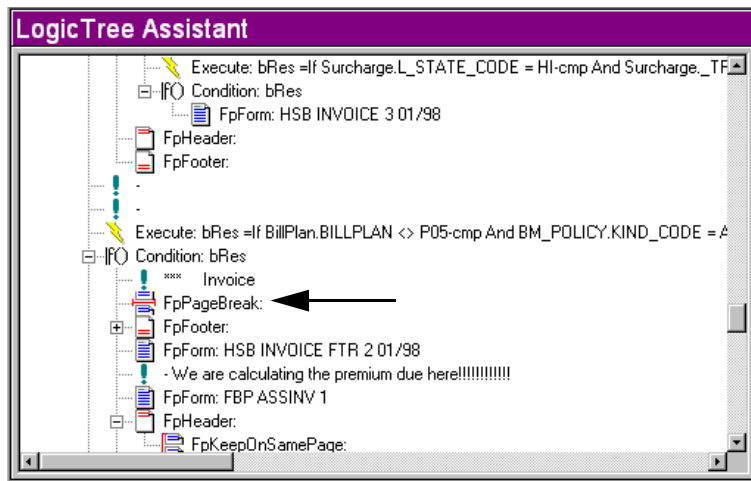 LogicTree Assistant
Execute: bRes =If Surcharge.L_STATE_CODE = HI-cmp And Surcharge._TF
If() Condition: bRes
FpForm: HSB INVOICE 3 01/98
FpHeader:
FpFooter:
-
-
Execute: bRes =If BillPlan.BILLPLAN <> P05-cmp And BM_POLICY.KIND_CODE = A
If() Condition: bRes
*** Invoice
FpPageBreak:
FpFooter:
FpForm: HSB INVOICE FTR 2 01/98
- We are calculating the premium due here!!!!!!!!!!!!
FpForm: FBP ASSINV 1
FpHeader:
FpKeepOnSamePage: